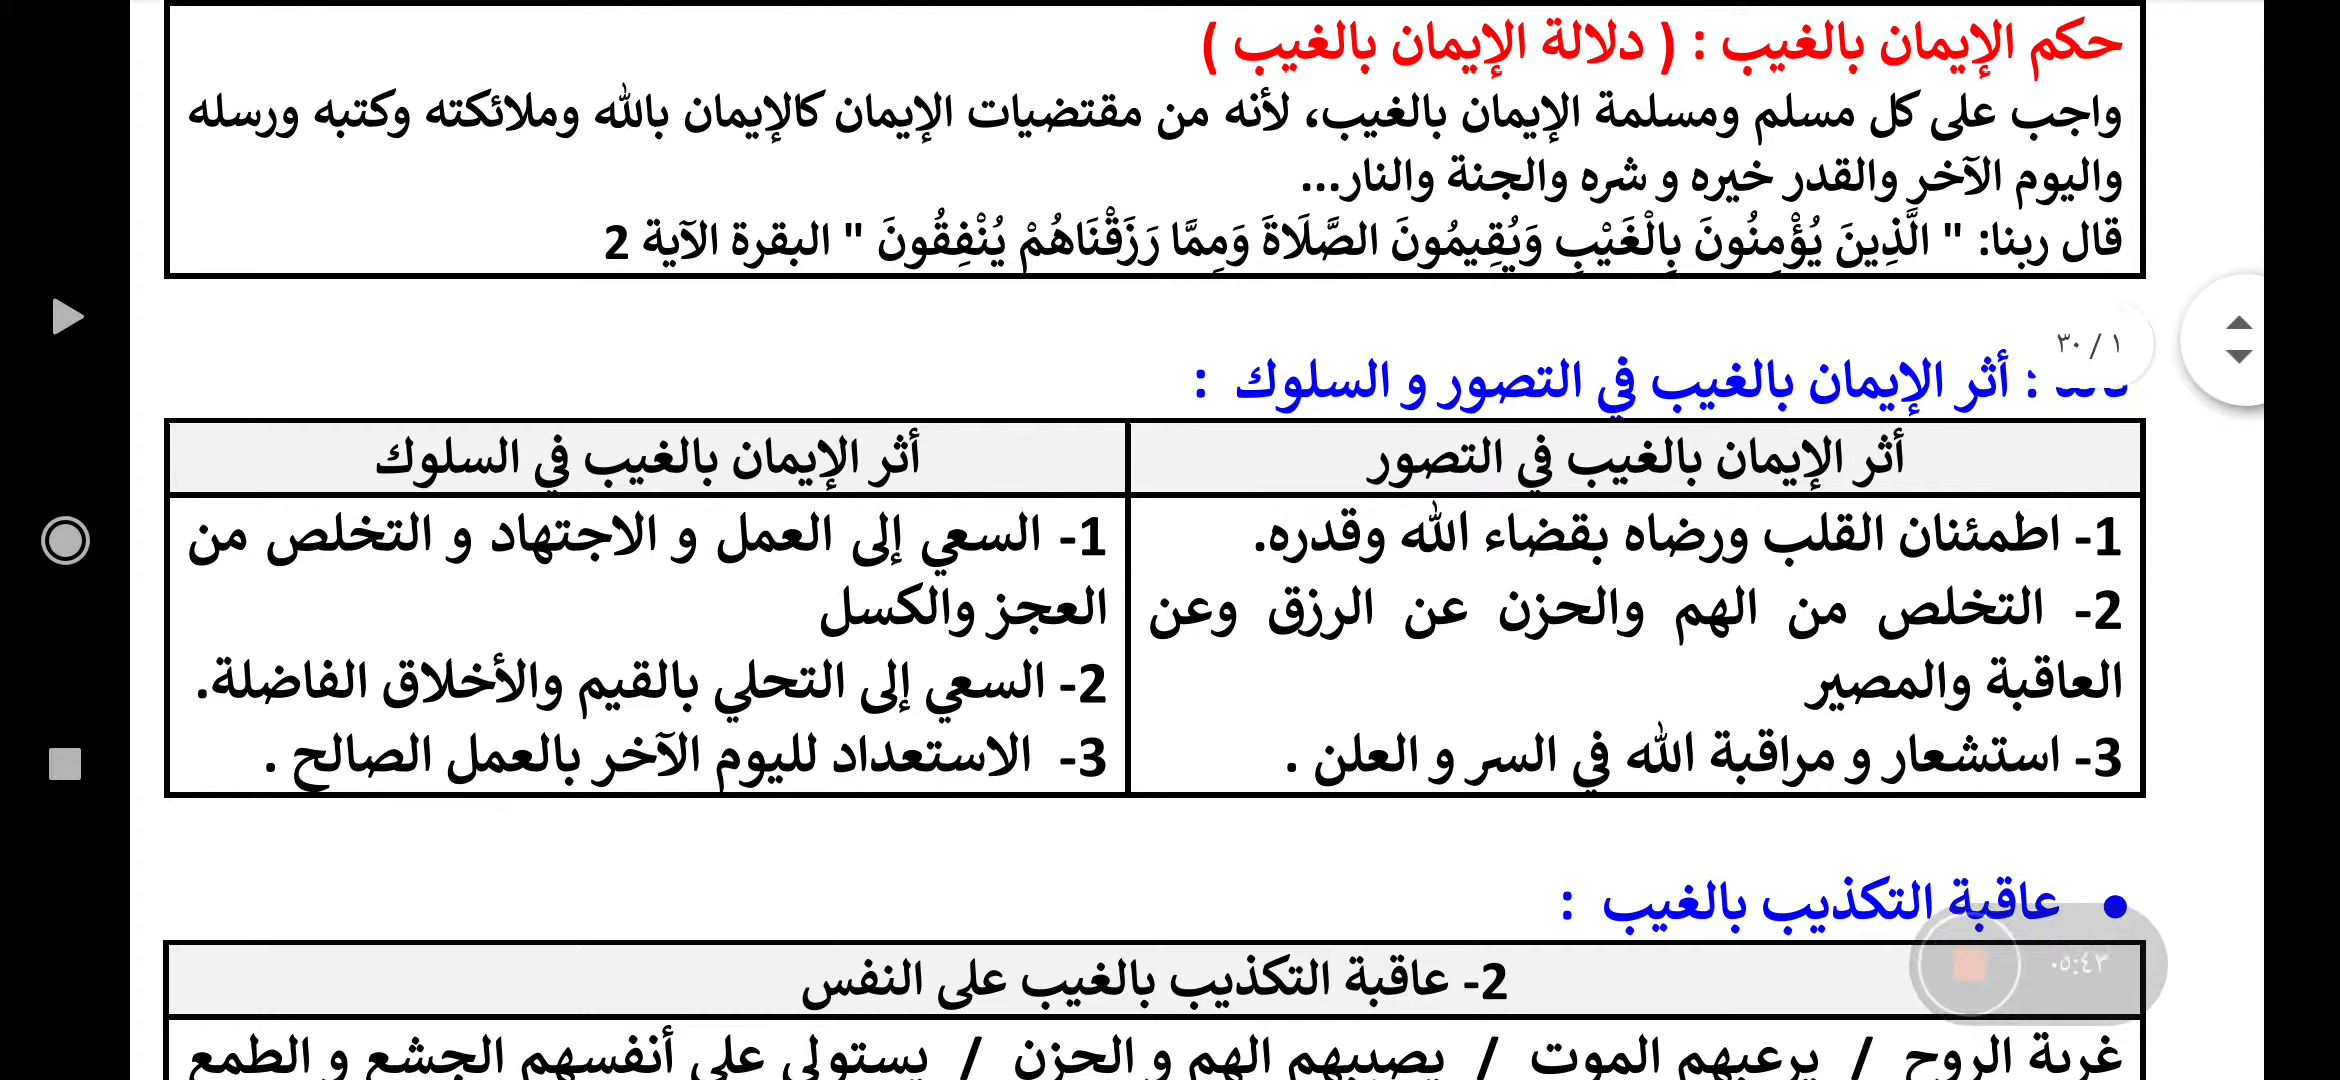 حكم الإيمان بالغيب : ( دلالة الإيمان بالغيب )
واجب على كل مسلم ومسلمة الإيمان بالغيب، لأنه من مقتضيات الإيمان كالإيمان بالله وملائكته وكتبه ورسله
واليوم الآخر والقدر خيره و شره والجنة والنار...
قال ربنا: " الَّذِينَ يُؤْمِنُونَ بِالْغَيْبِ وَيُقِيمُونَ الصَّلَاةَ وَمِمَّا رَزَقْنَاهُمْ يُنْفِقُونَ " البقرة الآية 2
١ / ٣٠
: أثر الإيمان بالغيب في التصور و السلوك :
أثر الإيمان بالغيب في التصور
1- اطمئنان القلب ورضاه بقضاء الله وقدره.
2- التخلص من الهم والحزن عن الرزق وعن
العاقبة والمصير
3- استشعار و مراقبة الله في السر و العلن .
أثر الإيمان بالغيب في السلوك
1- السعي إلى العمل و الاجتهاد و التخلص من
العجز والكسل
2- السعي إلى التحلي بالقيم والأخلاق الفاضلة.
3- الاستعداد لليوم الآخر بالعمل الصالح .
• عاقبة التكذيب بالغيب :
٠٥:٤٣
2- عاقبة التكذيب بالغيب على النفس
غربة الروح / يرعبهم الموت / يصيبهم الهم و الحزن / يستولي على أنفسهم الجشع و الطمع